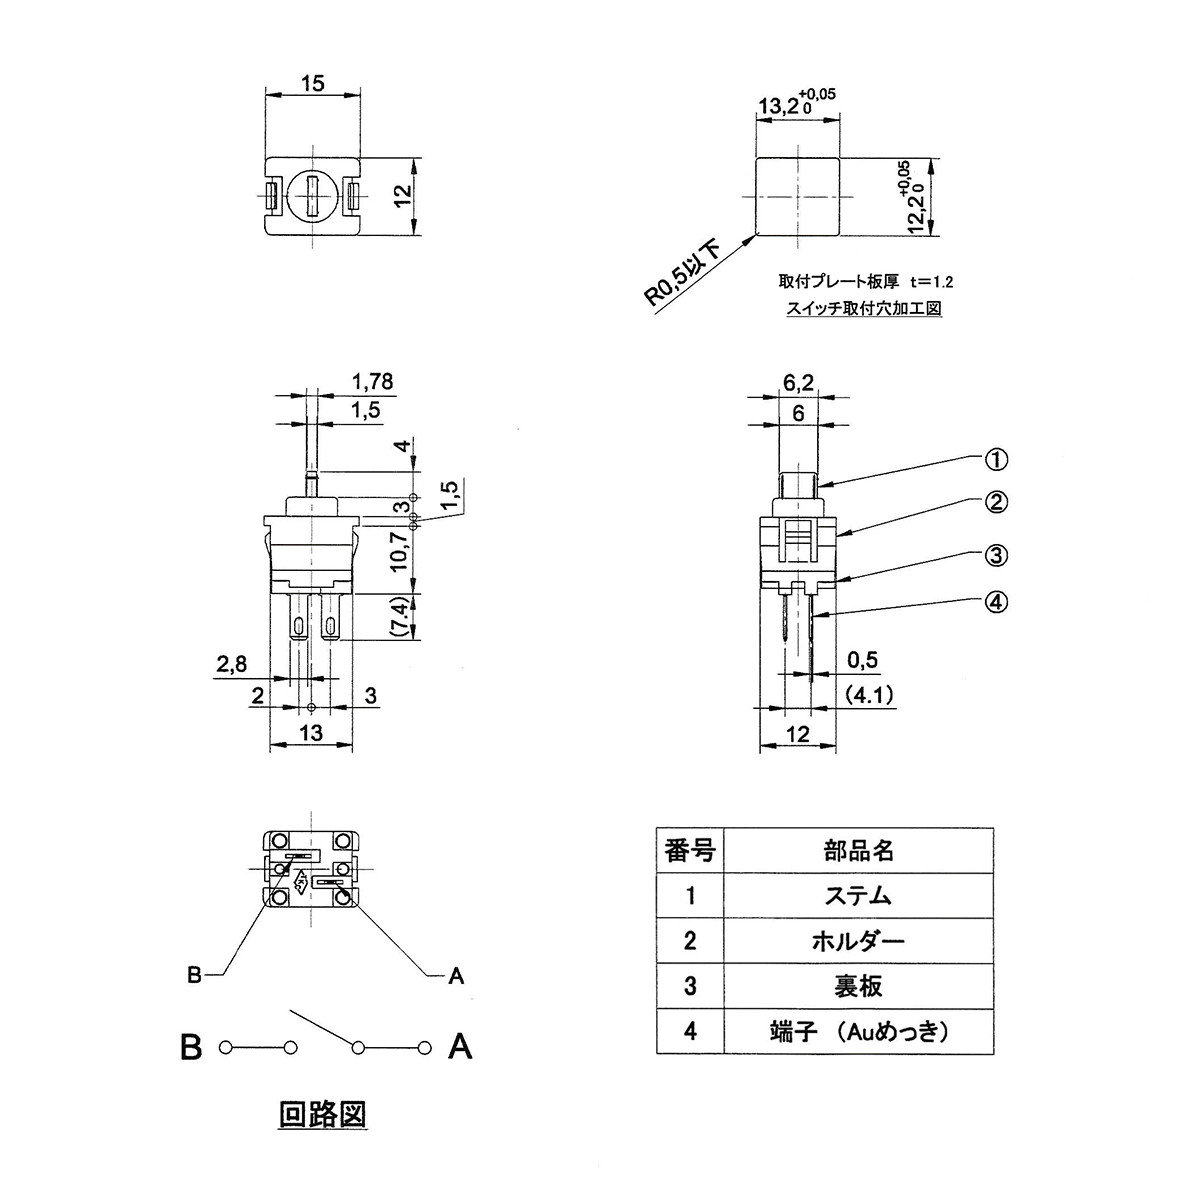 15
12
13,2 +0,05 0
12,2 +0,05 0
R0,5以下
取付プレート板厚 t=1.2
スイッチ取付穴加工図
1,78
1,5
4
3
1,5
10,7
(7.4)
2,8
2
3
13
6,2
6
①
②
③
④
0,5
(4.1)
12
B
A
B
A
回路図
番号 部品名
1 ステム
2 ホルダー
3 裏板
4 端子 (Auめっき)